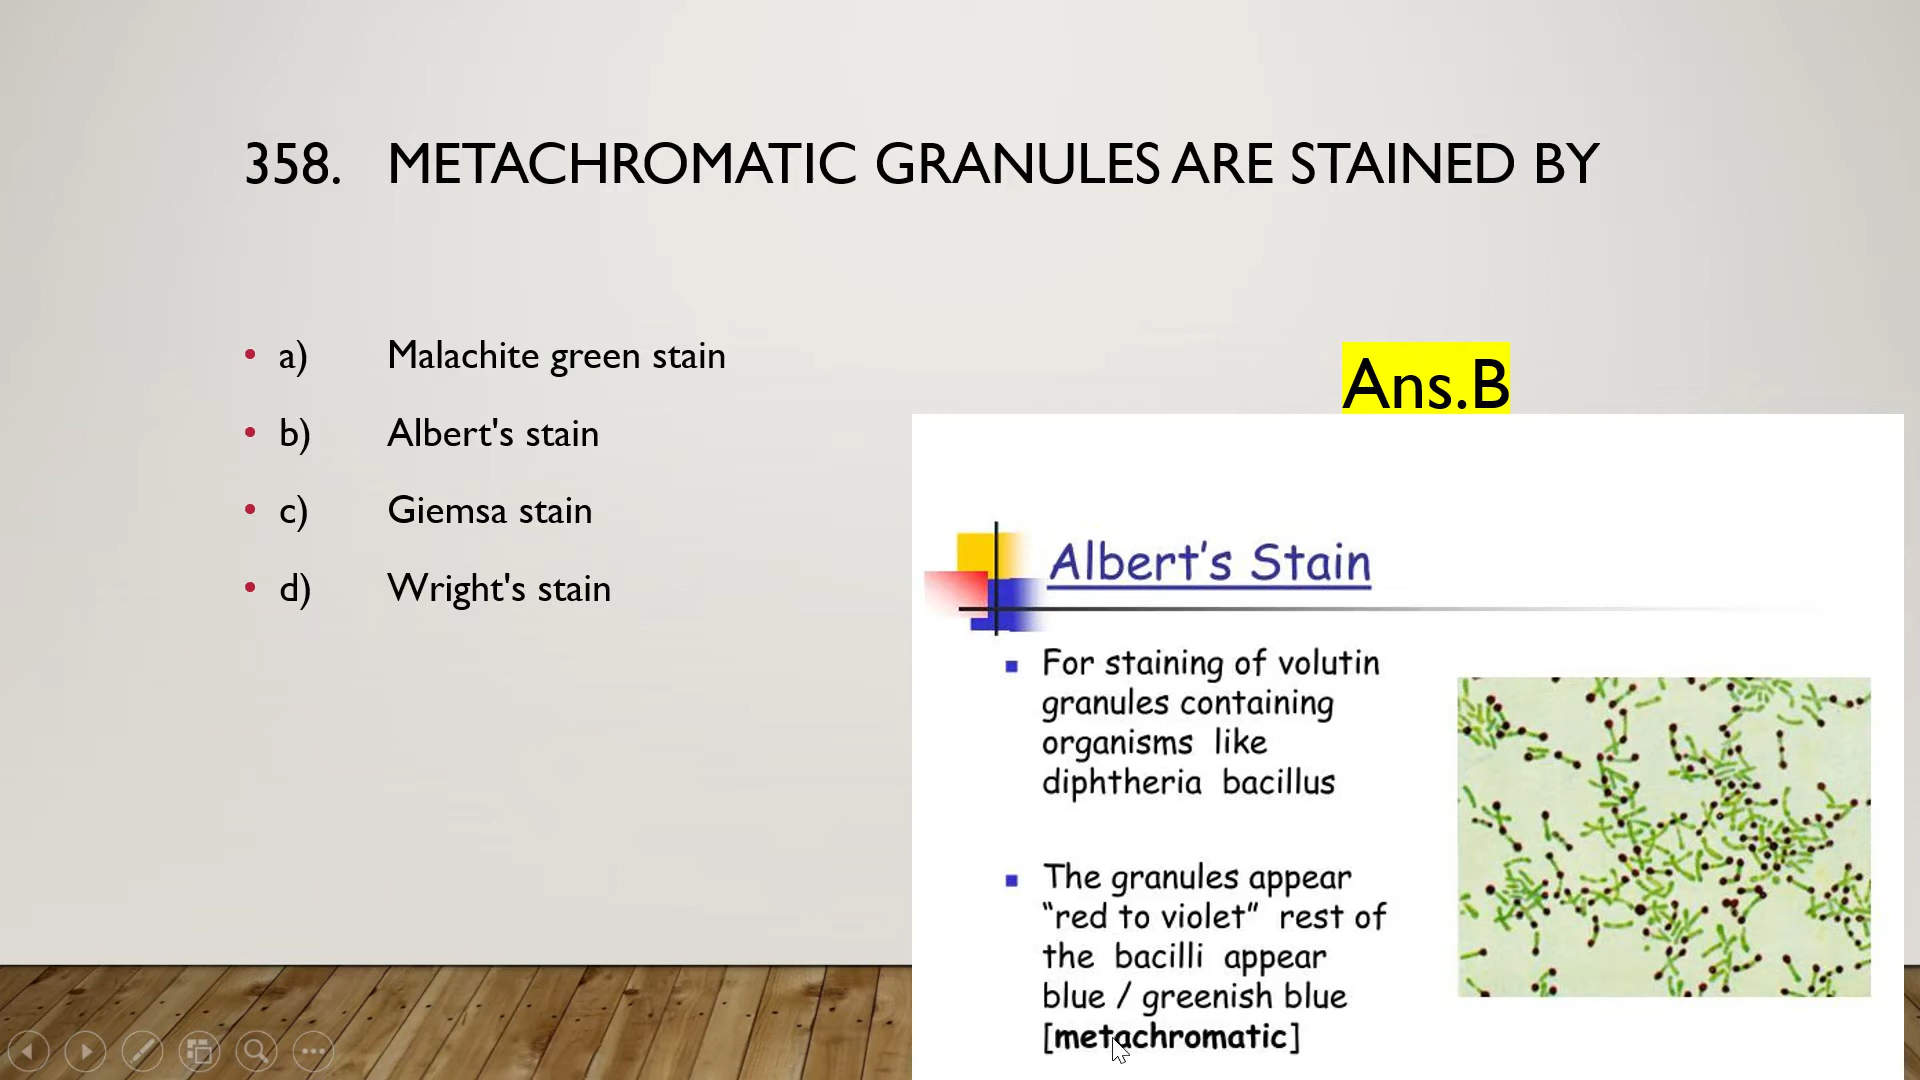 358. METACHROMATIC GRANULES ARE STAINED BY
• a) Malachite green stain
• b) Albert's stain
• c) Giemsa stain
• d) Wright's stain
Ans.B
Albert's Stain
For staining of volutin
granules containing
organisms like
diphtheria bacillus
The granules appear
“red to violet” rest of
the bacilli appear
blue / greenish blue
[metachromatic]